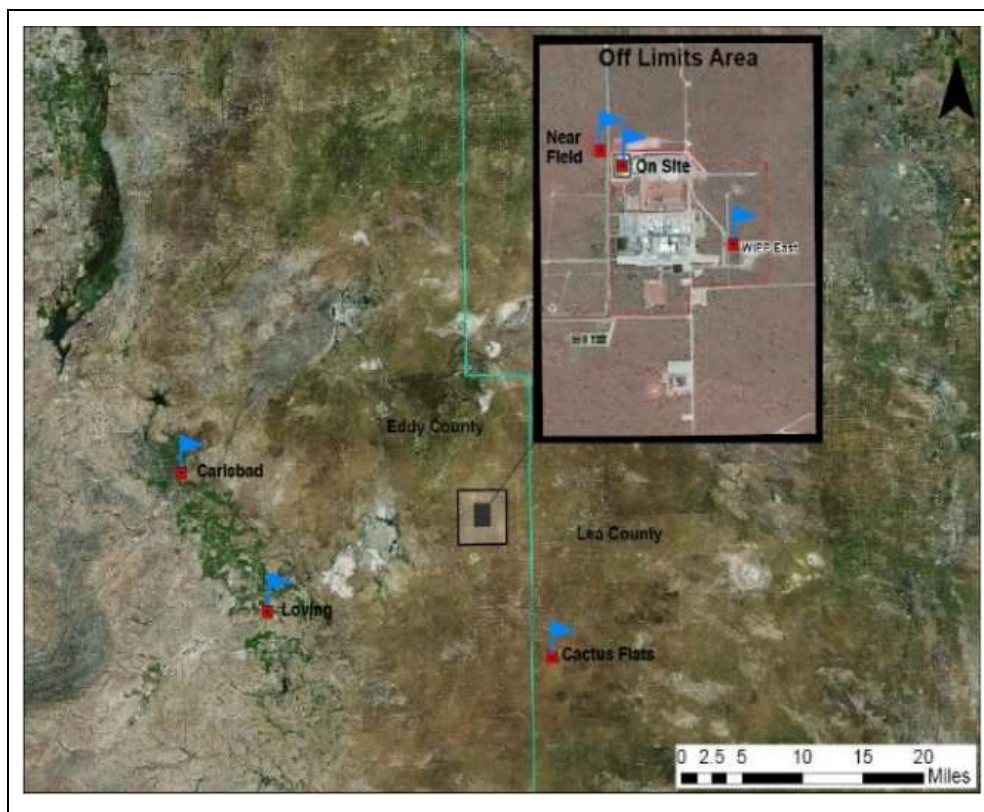 Off Limits Area
Near
Field
On Site
WIPP East
Eddy County
Carlsbad
Lea County
Loving
Cactus Flats
0 2.5 5 10 15 20
Miles